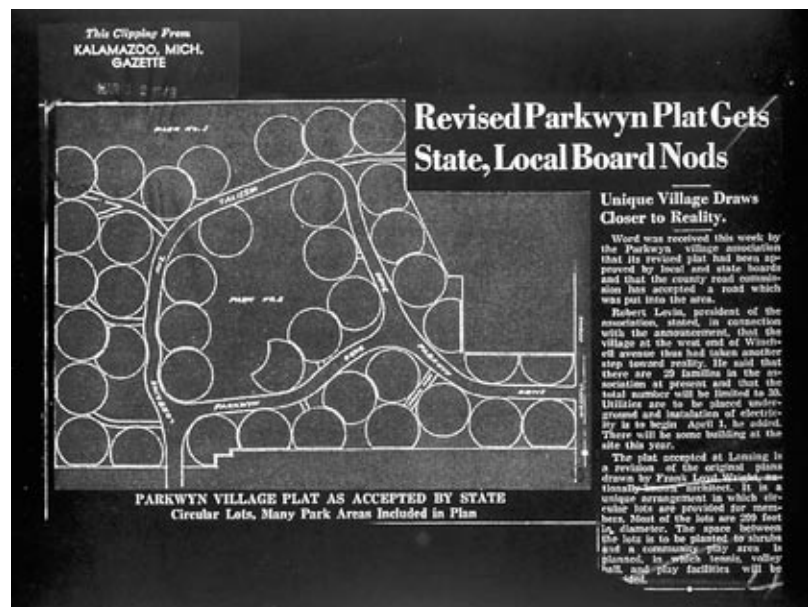 This Clipping From
KALAMAZOO, MICH.
GAZETTE
Revised Parkwyn Plat Gets
State, Local Board Nods
PARK NO. 1
TALIESIN
PARK NO. 2
DRIVE
PARKWYN
PARKWYN
DRIVE
PARKWYN VILLAGE PLAT AS ACCEPTED BY STATE
Circular Lots, Many Park Areas Included in Plan
Unique Village Draws
Closer to Reality.
Word was received this week by
the Parkwyn village association
that its revised plat had been ap-
proved by local and state boards
and that the county road commis-
sion has accepted a road which
was put into the area.
Robert Levin, president of the
association, stated, in connection
with the announcement, that the
village at the west end of Winch-
ell avenue thus had taken another
step toward reality. He said that
there are 29 families in the as-
sociation at present and that the
total number will be limited to
Utilities are to be placed under-
ground and instalation of electric-
ity is to begin April 1, he added.
There will be some building at the
site this year.
The plat accepted at Lansing is
a revision of the original plans
drawn by Frank Loyd Wright,
architect. It is a
unique arrangement in which cir-
cular lots are provided for mem-
bers. Most of the lots are 200 feet
in diameter. The space between
the lots is to be planted to shrubs
and a community play area is
planned, in which tennis, volley
ball, and play facilities will be